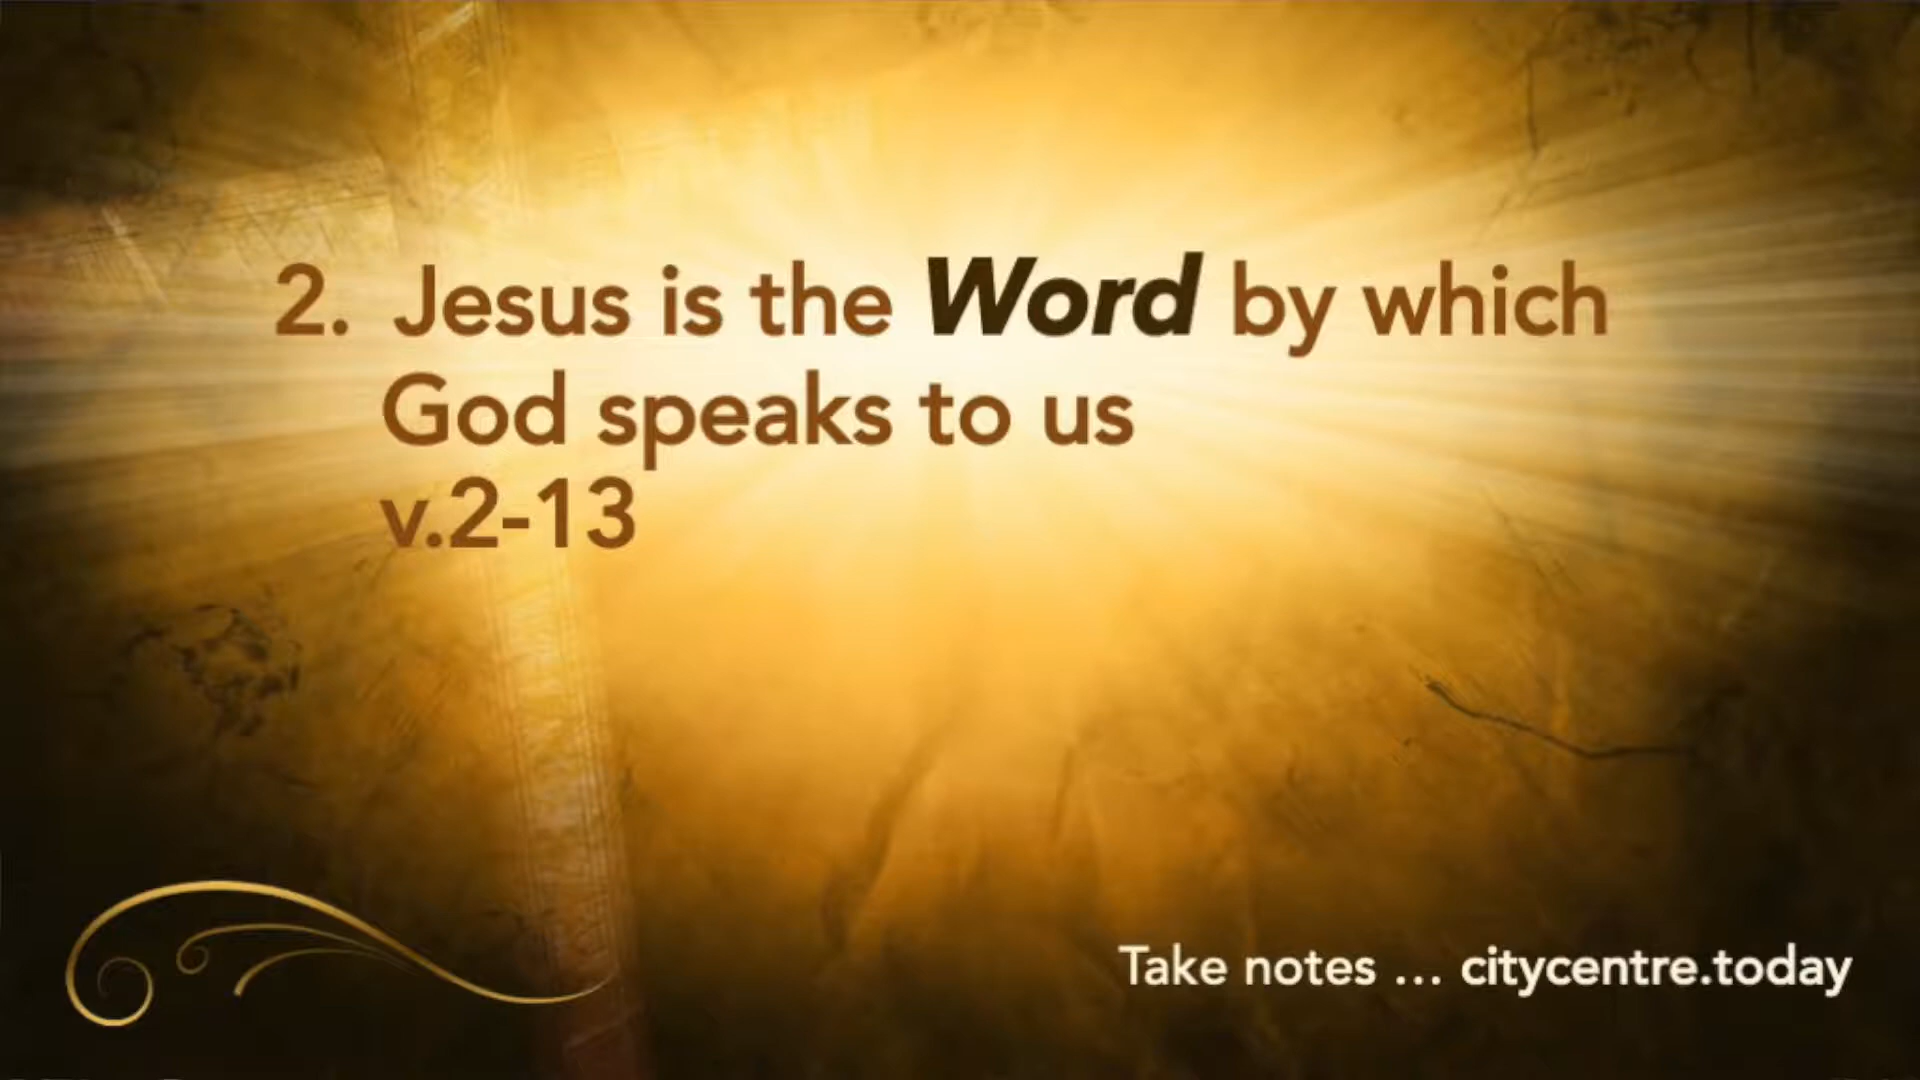 2. Jesus is the Word by which
God speaks to us
v.2-13
Take notes ... citycentre.today